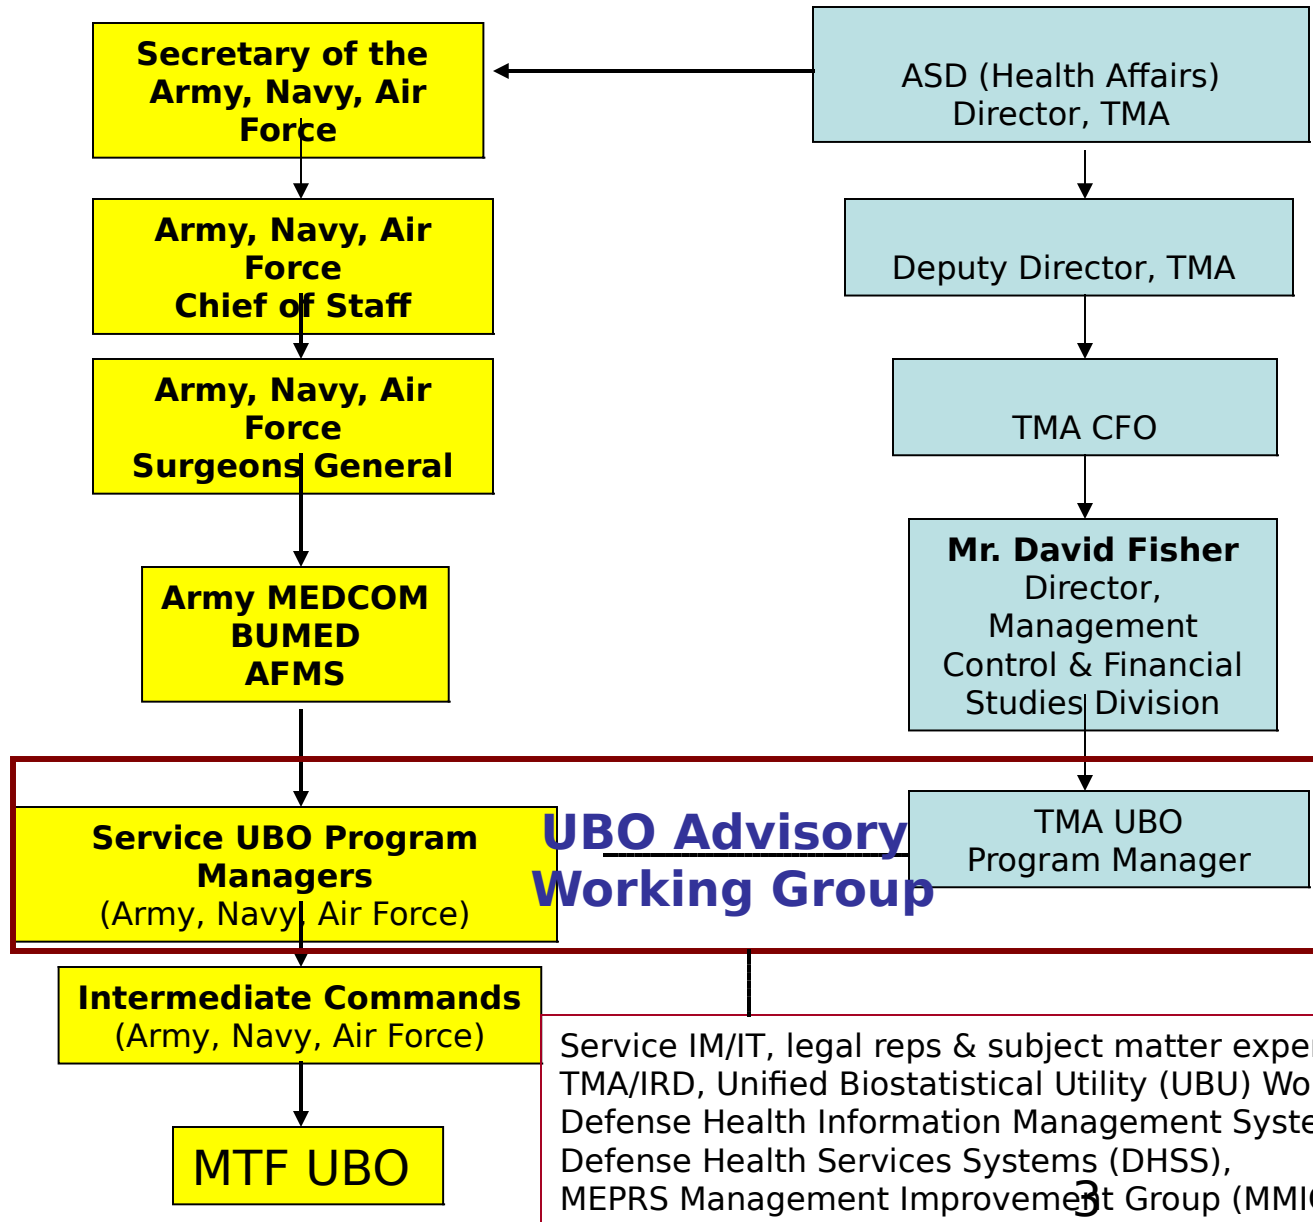 Secretary of the
Army, Navy, Air
Force
ASD (Health Affairs)
Director, TMA
Army, Navy, Air
Force
Chief of Staff
Deputy Director, TMA
Army, Navy, Air
Force
Surgeons General
TMA CFO
Mr. David Fisher
Director,
Management
Control & Financial
Studies Division
Army MEDCOM
BUMED
AFMS
Service UBO Program
Managers
(Army, Navy, Air Force)
UBO Advisory
Working Group
TMA UBO
Program Manager
Intermediate Commands
(Army, Navy, Air Force)
Service IM/IT, legal reps & subject matter
TMA/IRD, Unified Biostatistical Utility (UBU)
Defense Health Information Management
Defense Health Services Systems (DHSS),
MEPRS Management Improvement Group
MTF UBO
3